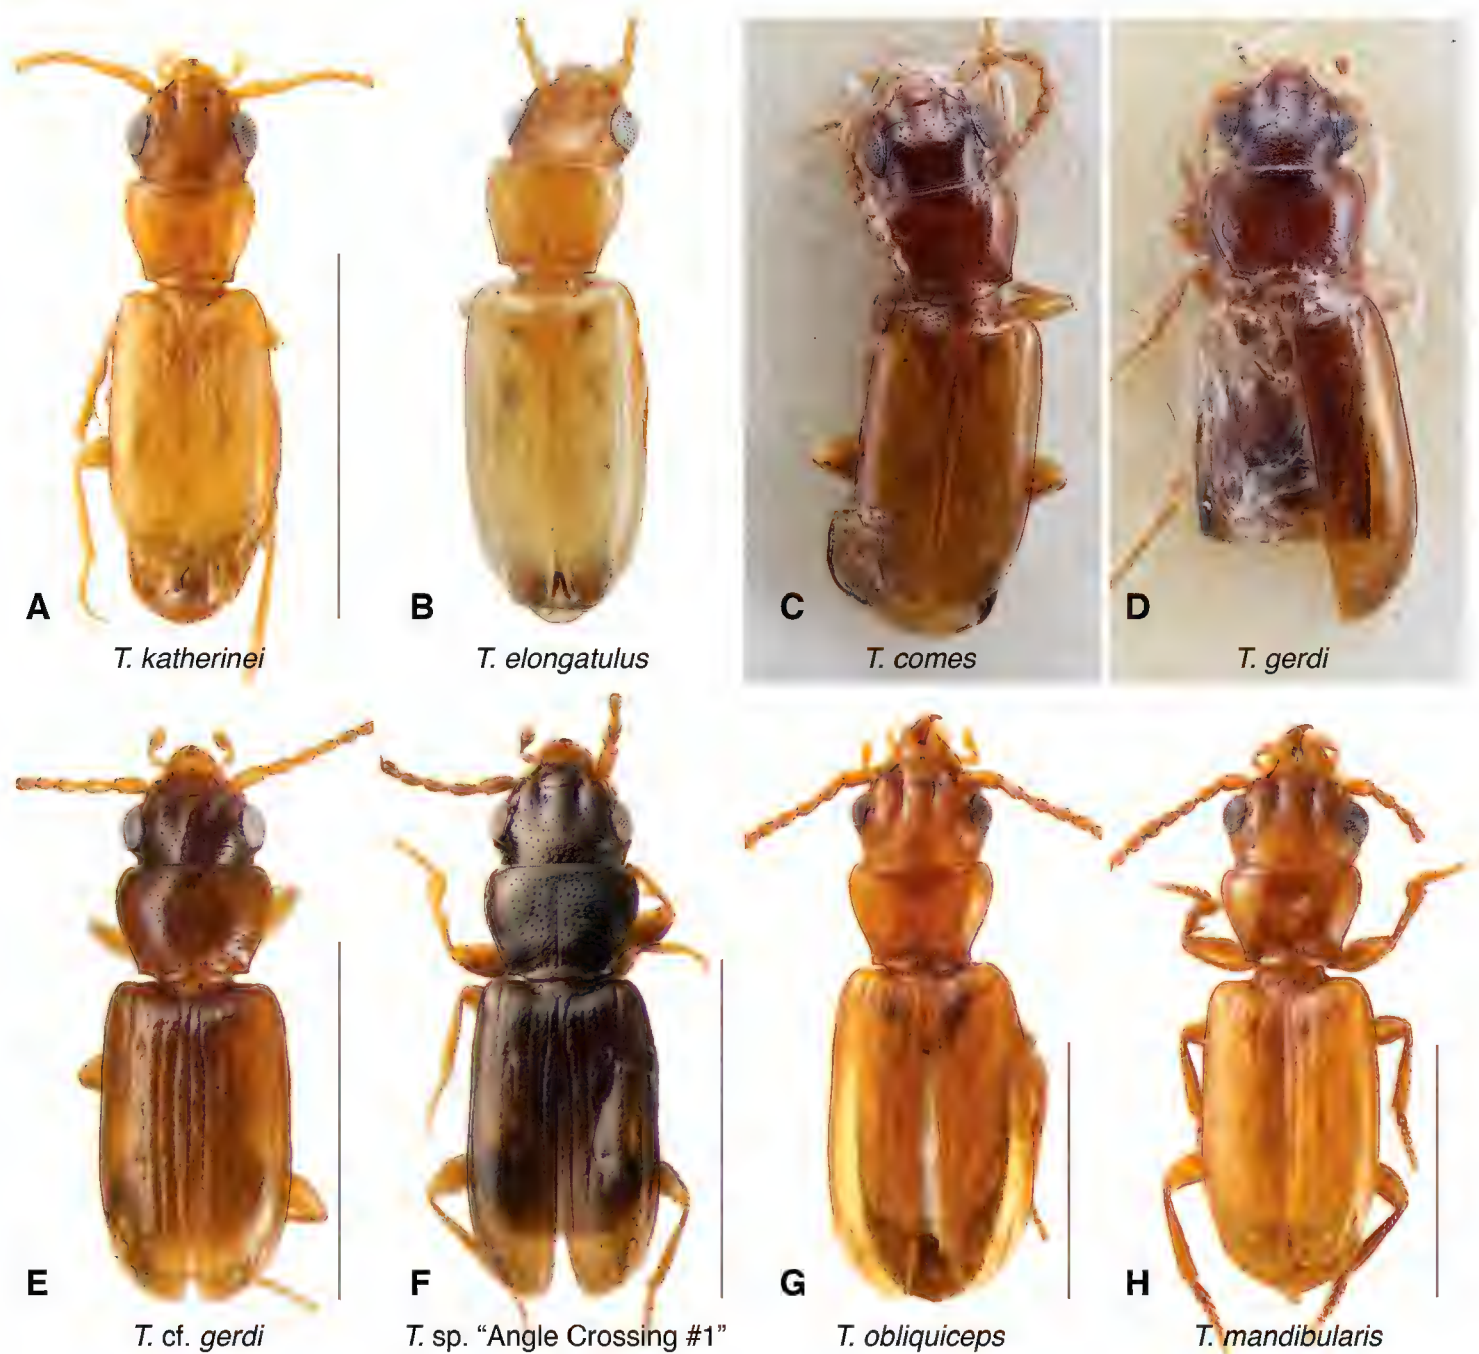 A
T. katherinei
B
T. elongatulus
C
T. comes
D
T. gerdi
E
T. cf. gerdi
F
T. sp. “Angle Crossing #1”
G
T. obliquiceps
H
T. mandibularis